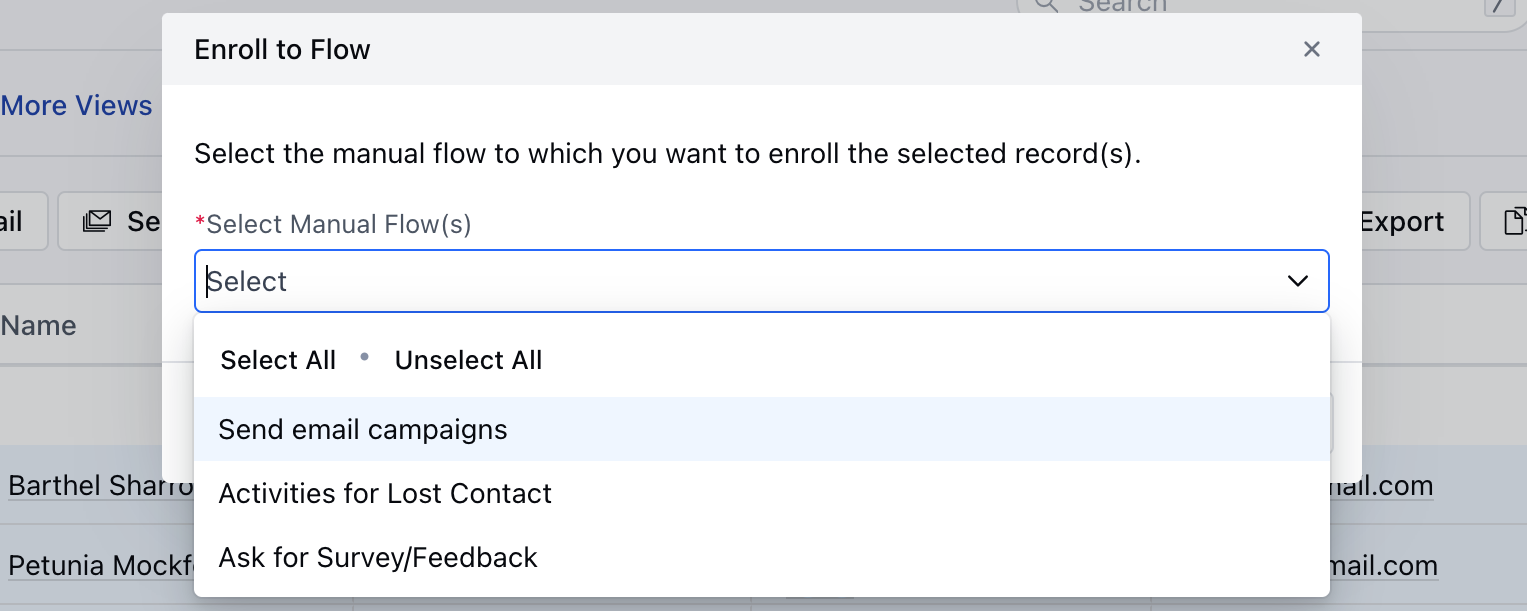 Search /
Enroll to Flow
More Views
Select the manual flow to which you want to enroll the selected record(s).
*Select Manual Flow(s)
Export
Select
Name
Select All • Unselect All
Send email campaigns
Barthel
Activities for Lost Contact
Petunia
Ask for Survey/Feedback